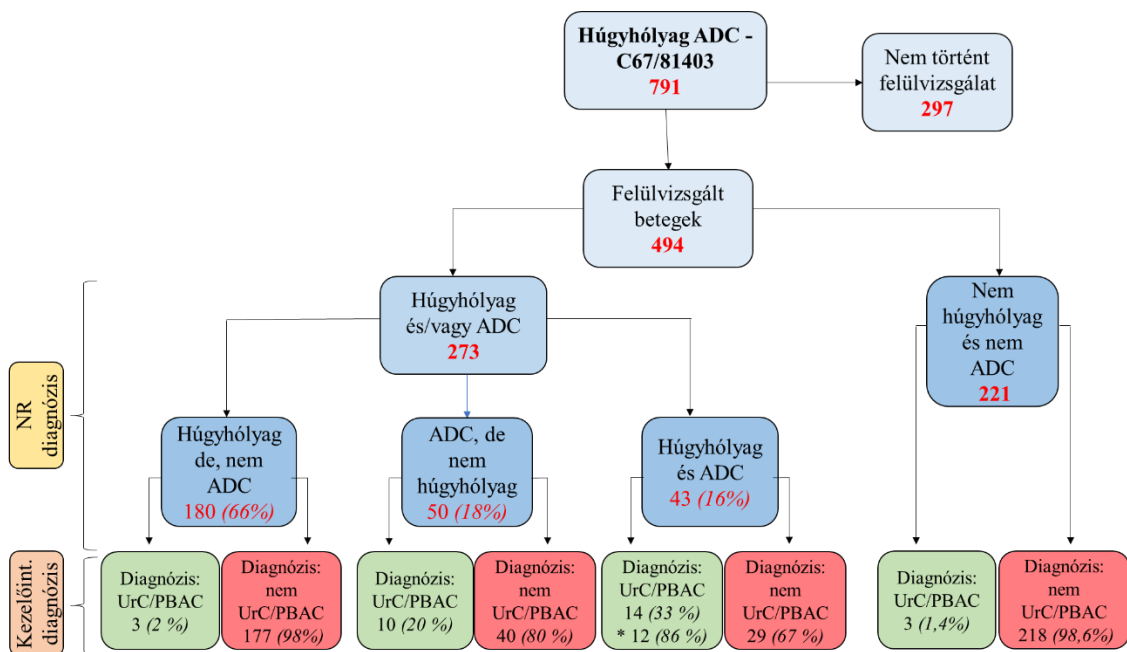 Húgyhólyag ADC -
C67/81403
791
Nem történt
felülvizsgálat
297
Felülvizsgált
betegek
494
Húgyhólyag
és/vagy ADC
273
Nem
húgyhólyag
és nem
ADC
221
NR
diagnózis
Húgyhólyag
de, nem
ADC
180 (66%)
ADC, de
nem
húgyhólyag
50 (18%)
Húgyhólyag
és ADC
43 (16%)
Kezelőint.
diagnózis
Diagnózis:
UrC/PBAC
3 (2 %)
Diagnózis:
nem
UrC/PBAC
177 (98%)
Diagnózis:
UrC/PBAC
10 (20 %)
Diagnózis:
nem
UrC/PBAC
40 (80 %)
Diagnózis:
UrC/PBAC
14 (33 %)
* 12 (86 %)
Diagnózis:
nem
UrC/PBAC
29 (67 %)
Diagnózis:
UrC/PBAC
3 (1,4%)
Diagnózis:
nem
UrC/PBAC
218 (98,6%)